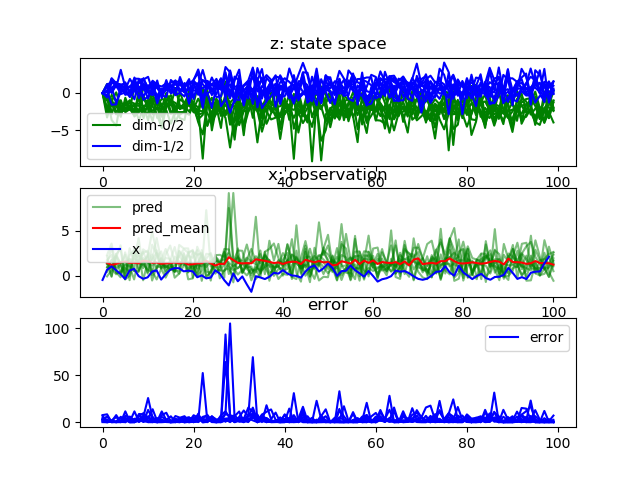 z: state space
0
−5
dim-0/2
dim-1/2
0 20 40 60 80 100
x: observation
5
0
pred
pred_mean
x
0 20 40 60 80 100
error
100
50
0
error
0 20 40 60 80 100